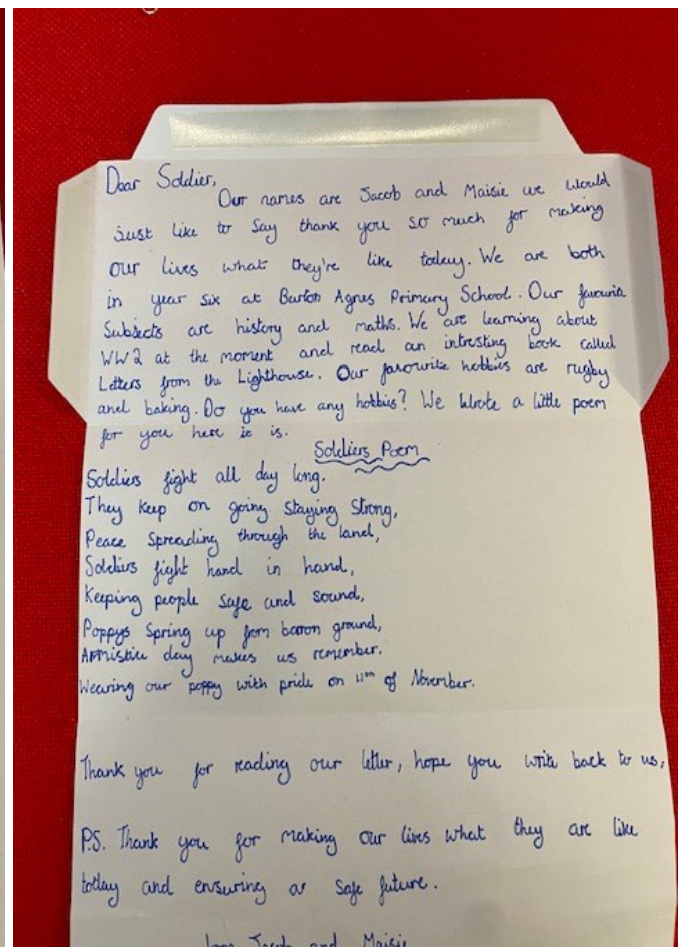 Dear Soldier,
Our names are Jacob and Maisie we would
just like to say thank you so much for making
our lives what they're like today. We are both
in year six at Burton Agnes Primary School. Our favourite
Subjects are history and maths. We are learning about
WW2 at the moment and read an intresting book called
Letters from the Lighthouse. Our favourite hobbies are rugby
and baking. Do you have any hobbies? We wrote a little poem
for you here it is.
Soldiers Poem
Soldiers fight all day long.
They keep on going staying strong,
Peace spreading through the land,
Soldiers fight hand in hand,
Keeping people safe and sound,
Poppys spring up from baron ground,
Armistice day makes us remember.
Wearing our poppy with pride on 11th of November.
Thank you for reading our letter, hope you write back to us,
P.S. Thank you for making our lives what they are like
today and ensuring a safe future.
Jacob and Maisie